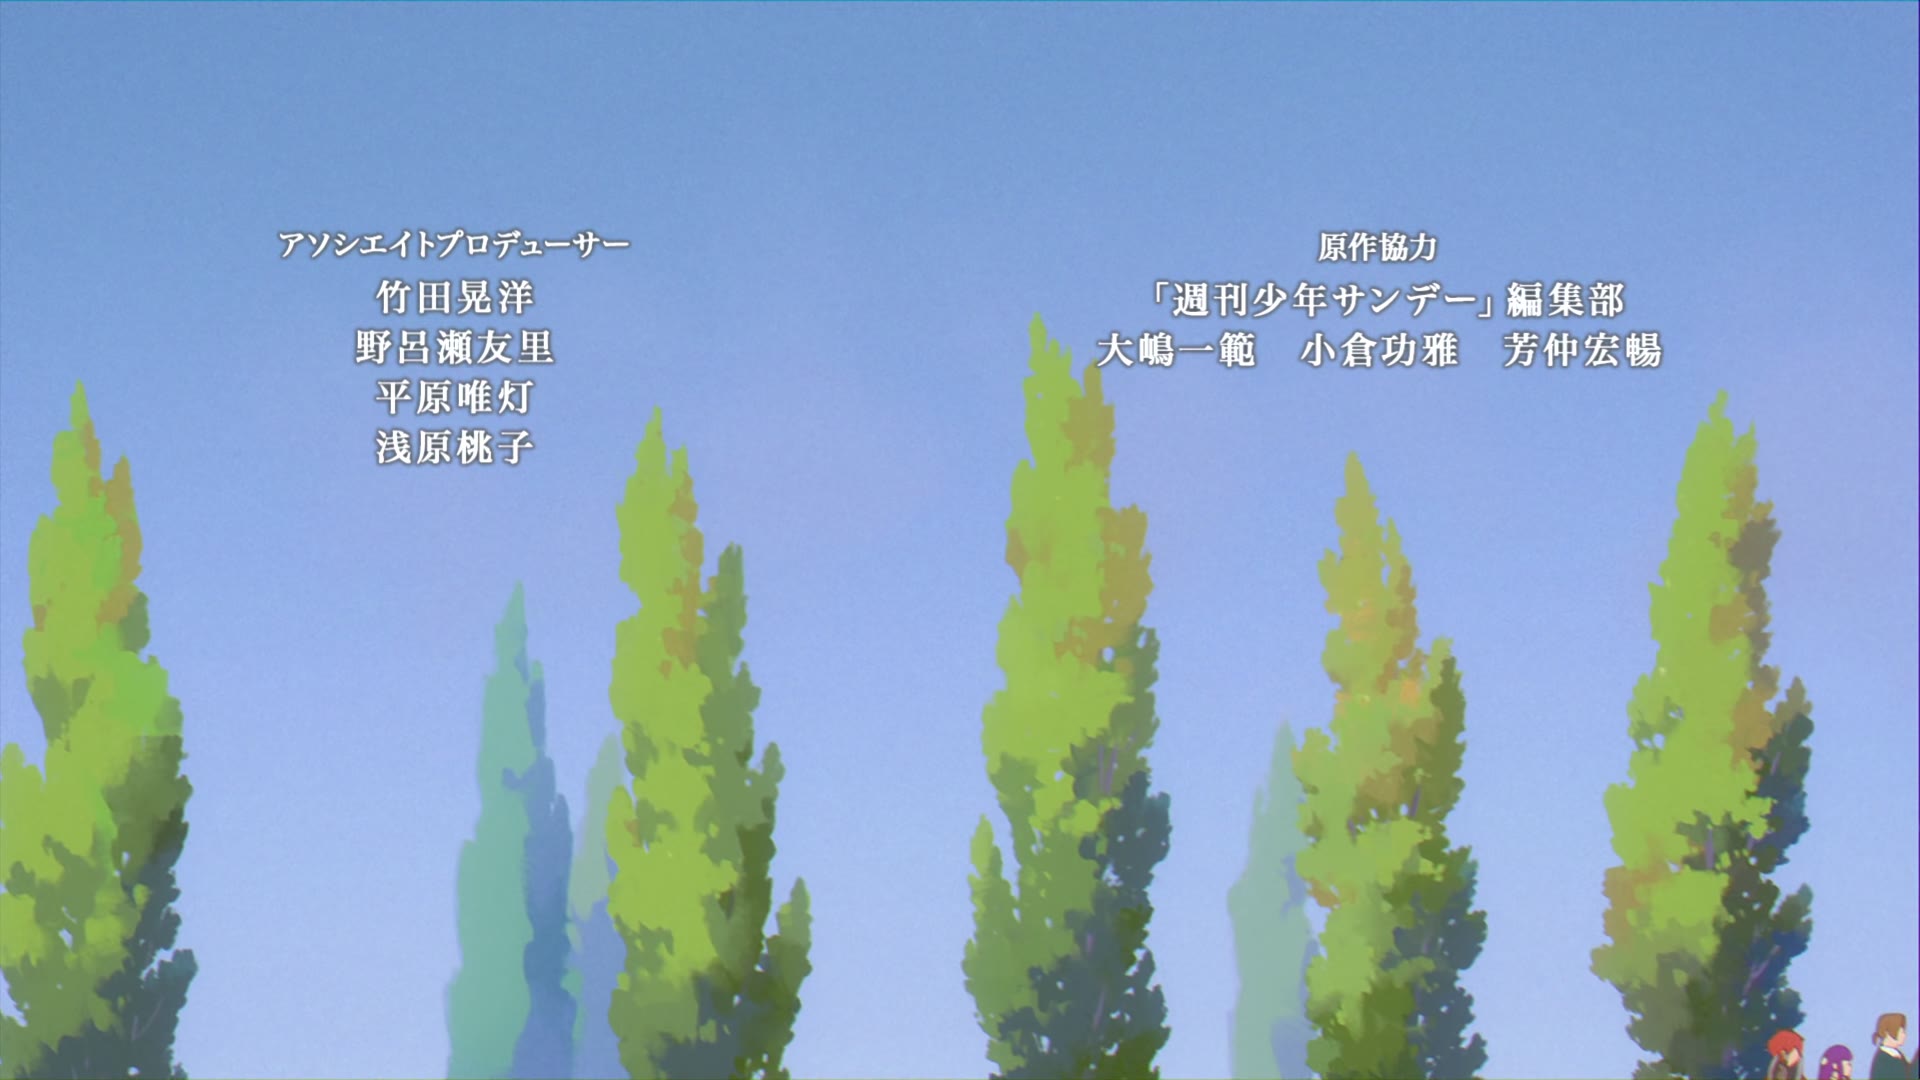 アソシエイトプロデューサー
竹田晃洋
野呂瀬友里
平原唯灯
浅原桃子
原作協力
「週刊少年サンデー」編集部
大嶋一範　小倉功雅　芳仲宏暢